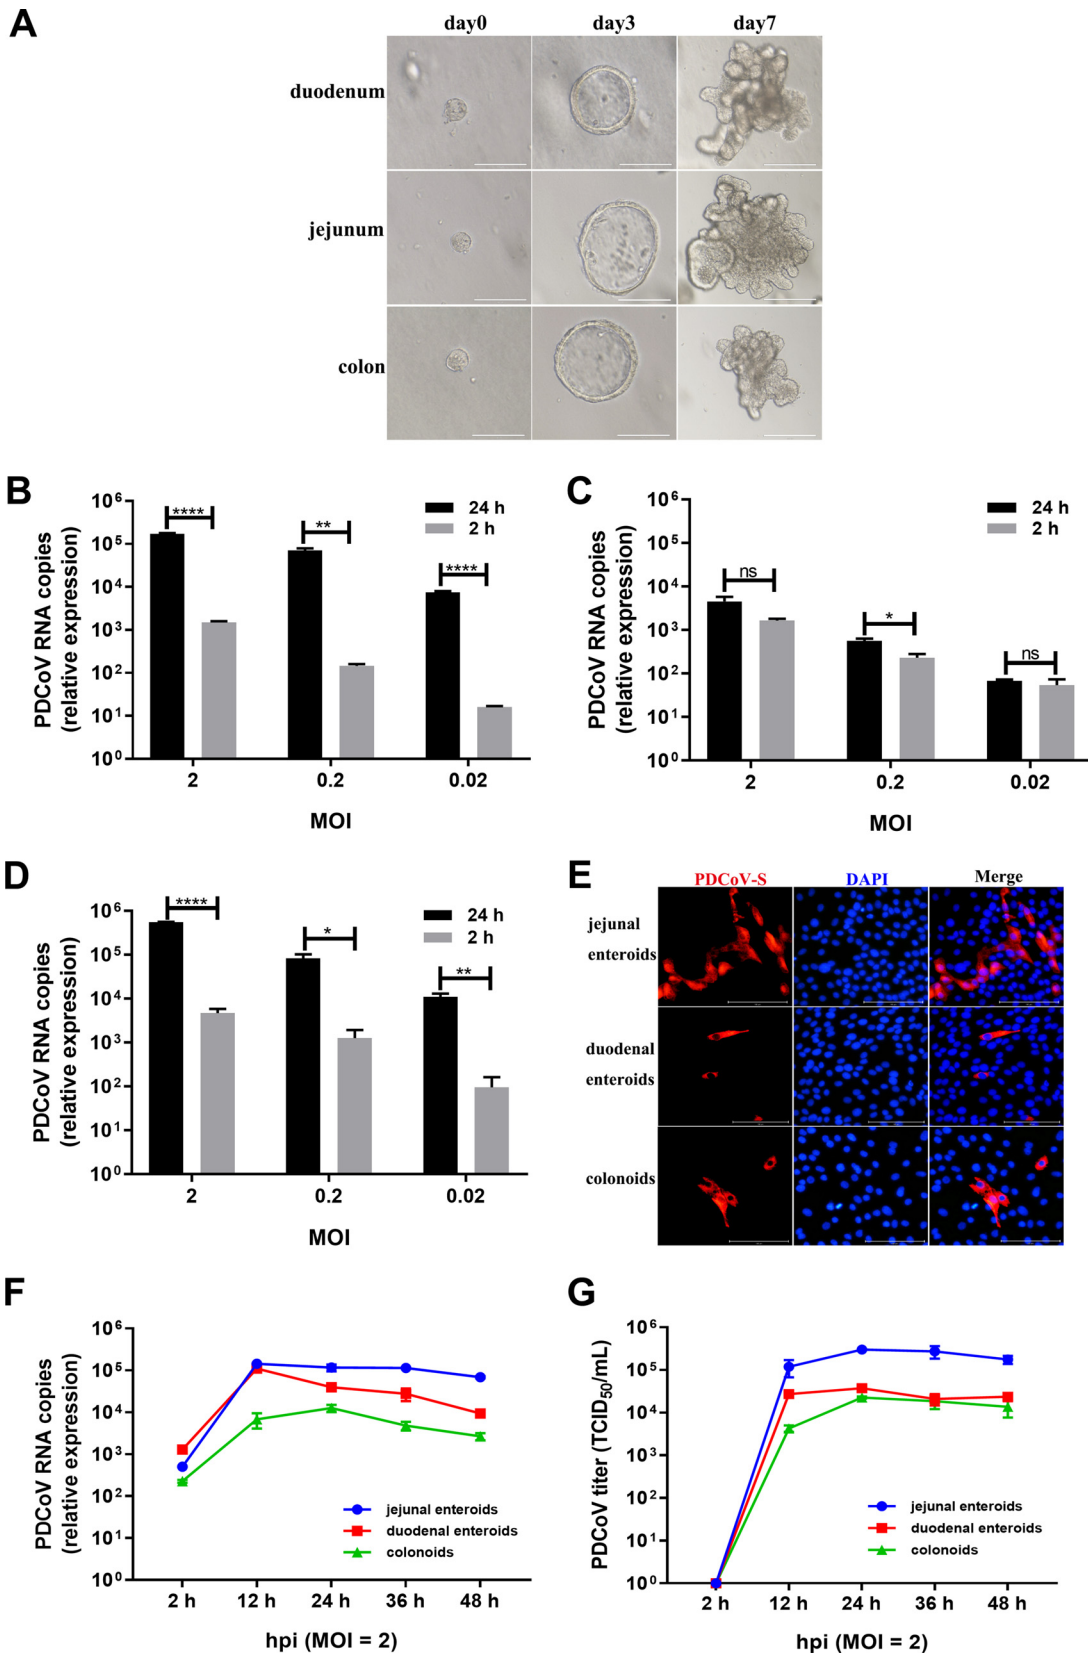 A
day0 day3 day7
duodenum
jejunum
colon
B
PDCoV RNA copies
(relative expression)
10⁶
10⁵
10⁴
10³
10²
10¹
10⁰
**** ** ****
24 h
2 h
2 0.2 0.02
MOI
C
PDCoV RNA copies
(relative expression)
10⁶
10⁵
10⁴
10³
10²
10¹
10⁰
ns * ns
24 h
2 h
2 0.2 0.02
MOI
D
PDCoV RNA copies
(relative expression)
10⁶
10⁵
10⁴
10³
10²
10¹
10⁰
**** * **
24 h
2 h
2 0.2 0.02
MOI
E
PDCoV-S DAPI Merge
jejunal
enteroids
duodenal
enteroids
colonoids
F
PDCoV RNA copies
(relative expression)
10⁶
10⁵
10⁴
10³
10²
10¹
10⁰
jejunal enteroids
duodenal enteroids
colonoids
2 h 12 h 24 h 36 h 48 h
hpi (MOI = 2)
G
PDCoV titer (TCID₅₀/mL)
10⁶
10⁵
10⁴
10³
10²
10¹
10⁰
jejunal enteroids
duodenal enteroids
colonoids
2 h 12 h 24 h 36 h 48 h
hpi (MOI = 2)